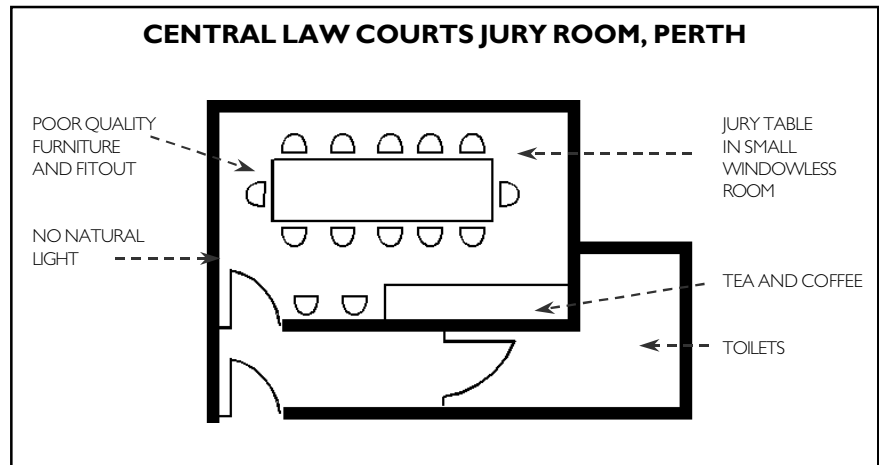 CENTRAL LAW COURTS JURY ROOM, PERTH
POOR QUALITY
FURNITURE
AND FITOUT
JURY TABLE
IN SMALL
WINDOWLESS
ROOM
NO NATURAL
LIGHT
TEA AND COFFEE
TOILETS